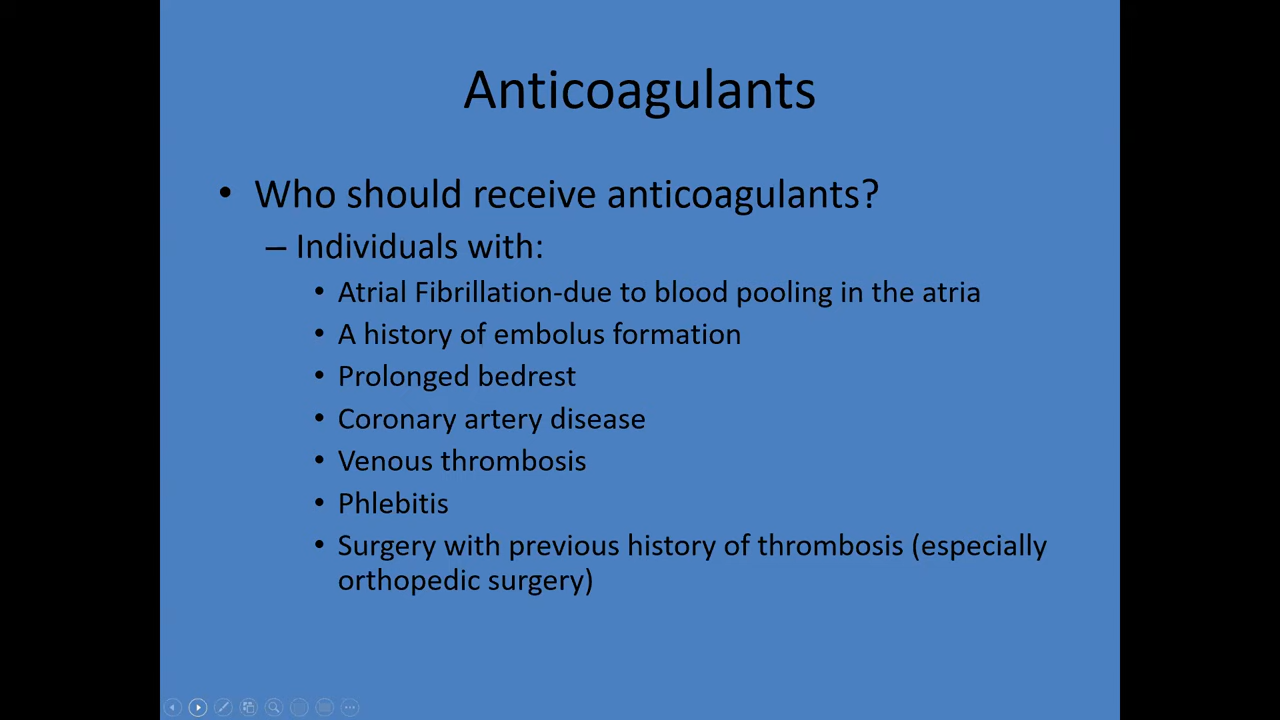 Anticoagulants
• Who should receive anticoagulants?
– Individuals with:
• Atrial Fibrillation-due to blood pooling in the atria
• A history of embolus formation
• Prolonged bedrest
• Coronary artery disease
• Venous thrombosis
• Phlebitis
• Surgery with previous history of thrombosis (especially
orthopedic surgery)